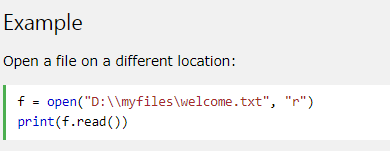 Example
Open a file on a different location:
f = open("D:\\myfiles\welcome.txt", "r")
print(f.read())